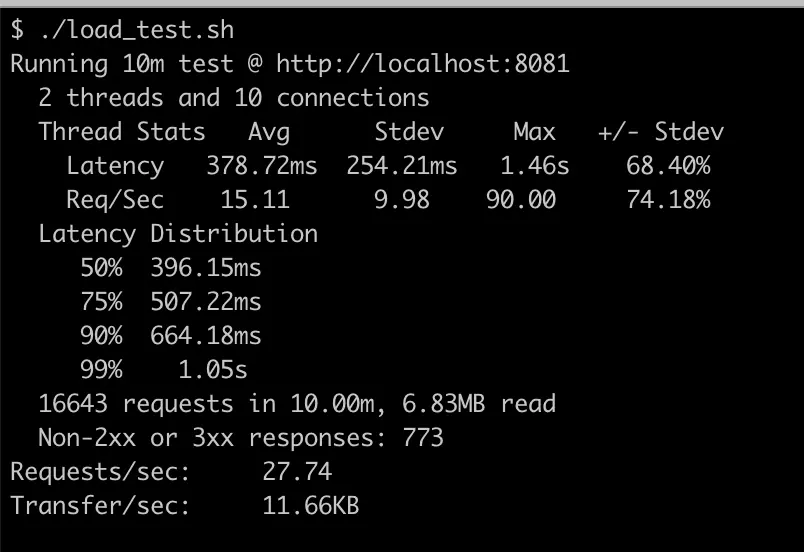 $ ./load_test.sh
Running 10m test @ http://localhost:8081
  2 threads and 10 connections
  Thread Stats   Avg      Stdev     Max   +/- Stdev
    Latency   378.72ms  254.21ms   1.46s    68.40%
    Req/Sec    15.11      9.98    90.00     74.18%
  Latency Distribution
     50%  396.15ms
     75%  507.22ms
     90%  664.18ms
     99%    1.05s
  16643 requests in 10.00m, 6.83MB read
  Non-2xx or 3xx responses: 773
Requests/sec:     27.74
Transfer/sec:     11.66KB